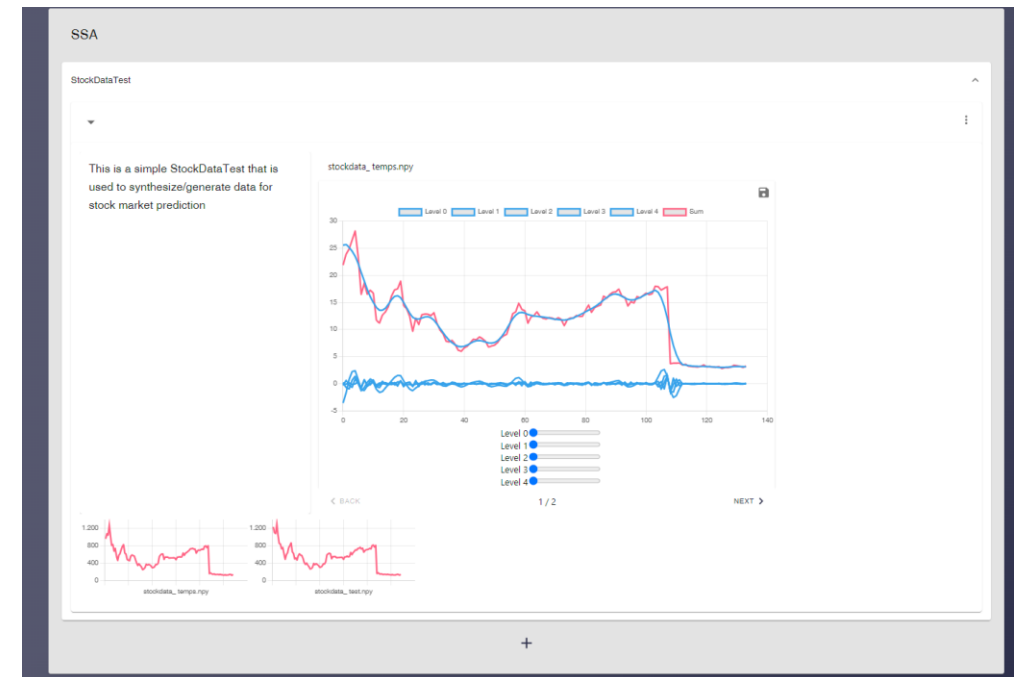 SSA
StockDataTest
This is a simple StockDataTest that is
used to synthesize/generate data for
stock market prediction
stockdata_ temps.npy
Level 0 Level 1 Level 2 Level 3 Level 4 Sum
30
25
20
15
10
5
0
-5
0 20 40 60 80 100 120 140
Level 0
Level 1
Level 2
Level 3
Level 4
BACK 1 / 2 NEXT
1,200
800
400
0
stockdata_ temps.npy
1,200
800
400
0
stockdata_ test.npy
+